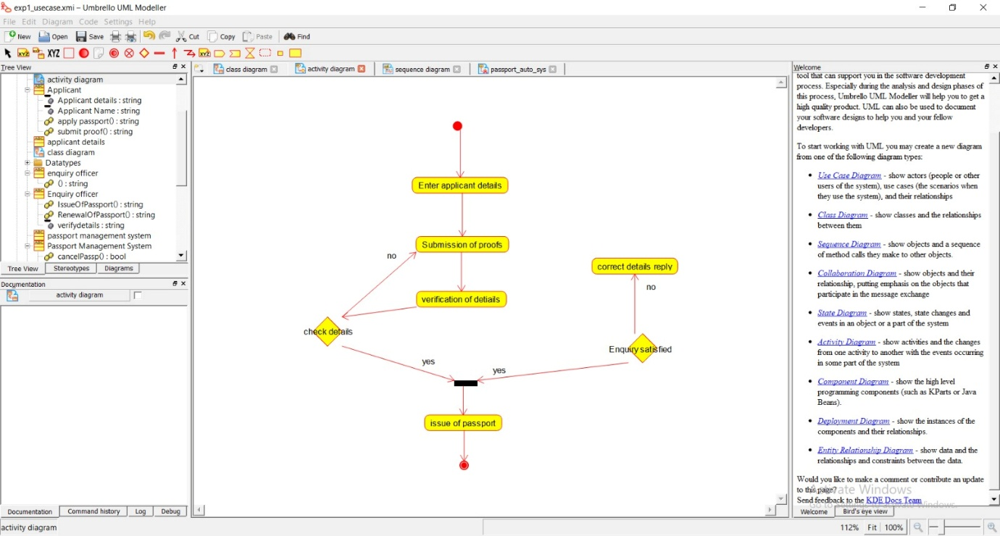 exp1_usecase.xmi – Umbrello UML Modeller
File Edit Diagram Code Settings Help
New Open Save Cut Copy Paste Find
XYZ XYZ XYZ
Tree View
activity diagram
Applicant
Applicant details : string
Applicant Name : string
apply passport() : string
submit proof() : string
applicant details
class diagram
Datatypes
enquiry officer
() : string
Enquiry officer
IssueOfPassport() : string
RenewalOfPassport() : string
verifydetails : string
passport management system
Passport Management System
cancelPassp() : bool
Tree View Stereotypes Diagrams
Documentation
activity diagram
Documentation Command history Log Debug
activity diagram
class diagram activity diagram sequence diagram passport_auto_sys
Enter applicant details
Submission of proofs
no
correct details reply
no
verification of detiails
check details
Enquiry satisfied
yes
yes
issue of passport
Welcome
tool that can support you in the software development
process. Especially during the analysis and design phases of
this process, Umbrello UML Modeller will help you to get a
high quality product. UML can also be used to document
your software designs to help you and your fellow
developers.
To start working with UML you may create a new diagram
from one of the following diagram types:
Use Case Diagram - show actors (people or other
users of the system), use cases (the scenarios when
they use the system), and their relationships
Class Diagram - show classes and the relationships
between them
Sequence Diagram - show objects and a sequence
of method calls they make to other objects.
Collaboration Diagram - show objects and their
relationship, putting emphasis on the objects that
participate in the message exchange
State Diagram - show states, state changes and
events in an object or a part of the system
Activity Diagram - show activities and the changes
from one activity to another with the events occurring
in some part of the system
Component Diagram - show the high level
programming components (such as KParts or Java
Beans).
Deployment Diagram - show the instances of the
components and their relationships.
Entity Relationship Diagram - show data and the
relationships and constraints between the data.
Would you like to make a comment or contribute an update
to this page?
Activate Windows
Send feedback to the KDE Docs Team
Go to Settings to activate Windows.
Welcome Bird's eye view
112% Fit 100%